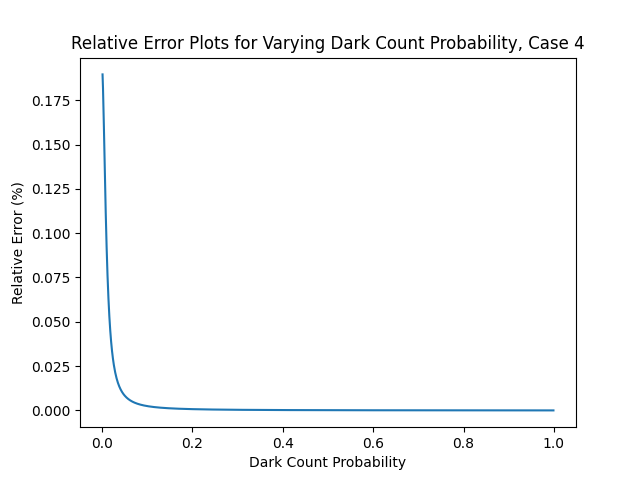 Relative Error Plots for Varying Dark Count Probability, Case 4
Relative Error (%)
0.175
0.150
0.125
0.100
0.075
0.050
0.025
0.000
0.0 0.2 0.4 0.6 0.8 1.0
Dark Count Probability